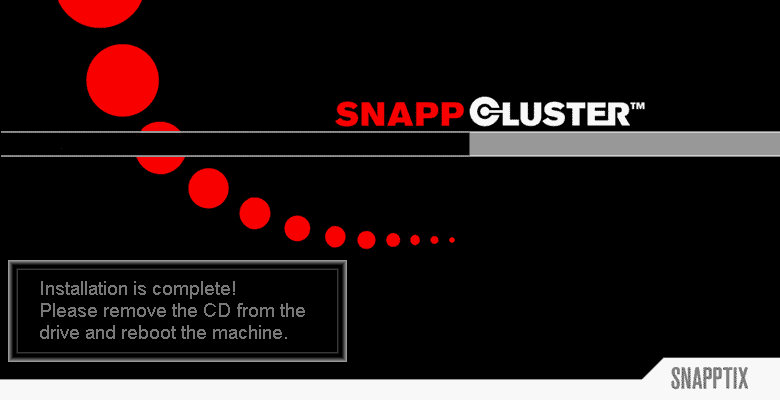 SNAPPCLUSTER™
Installation is complete!
Please remove the CD from the
drive and reboot the machine.
SNAPPTIX